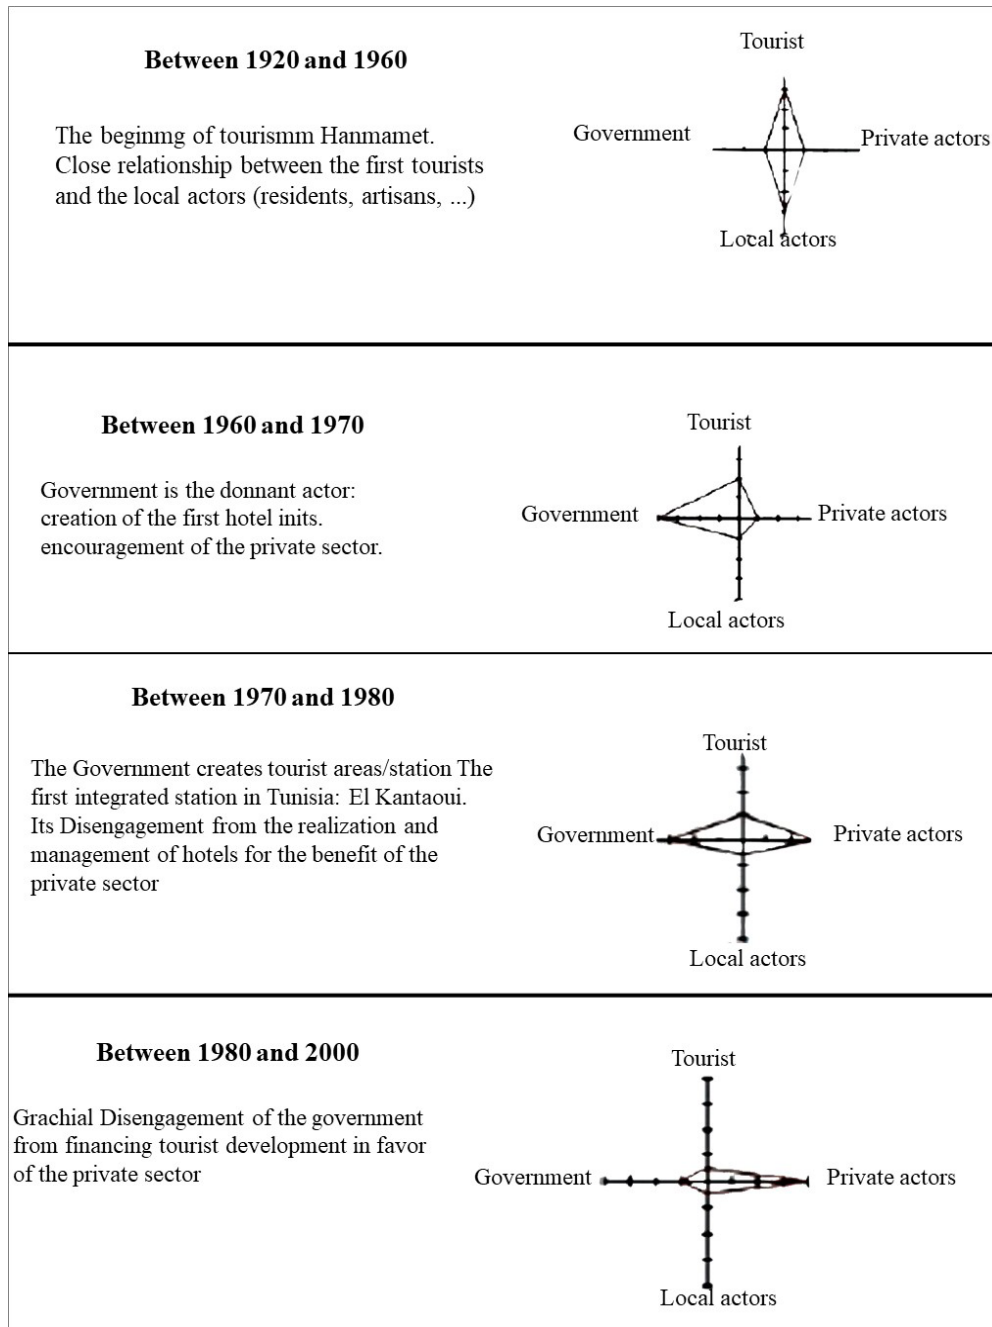 Between 1920 and 1960
The beginmg of tourismm Hanmamet.
Close relationship between the first tourists
and the local actors (residents, artisans, ...)
Tourist
Government
Private actors
Local actors
Between 1960 and 1970
Government is the donnant actor:
creation of the first hotel inits.
encouragement of the private sector.
Tourist
Government
Private actors
Local actors
Between 1970 and 1980
The Government creates tourist areas/station The
first integrated station in Tunisia: El Kantaoui.
Its Disengagement from the realization and
management of hotels for the benefit of the
private sector
Tourist
Government
Private actors
Local actors
Between 1980 and 2000
Grachial Disengagement of the government
from financing tourist development in favor
of the private sector
Tourist
Government
Private actors
Local actors